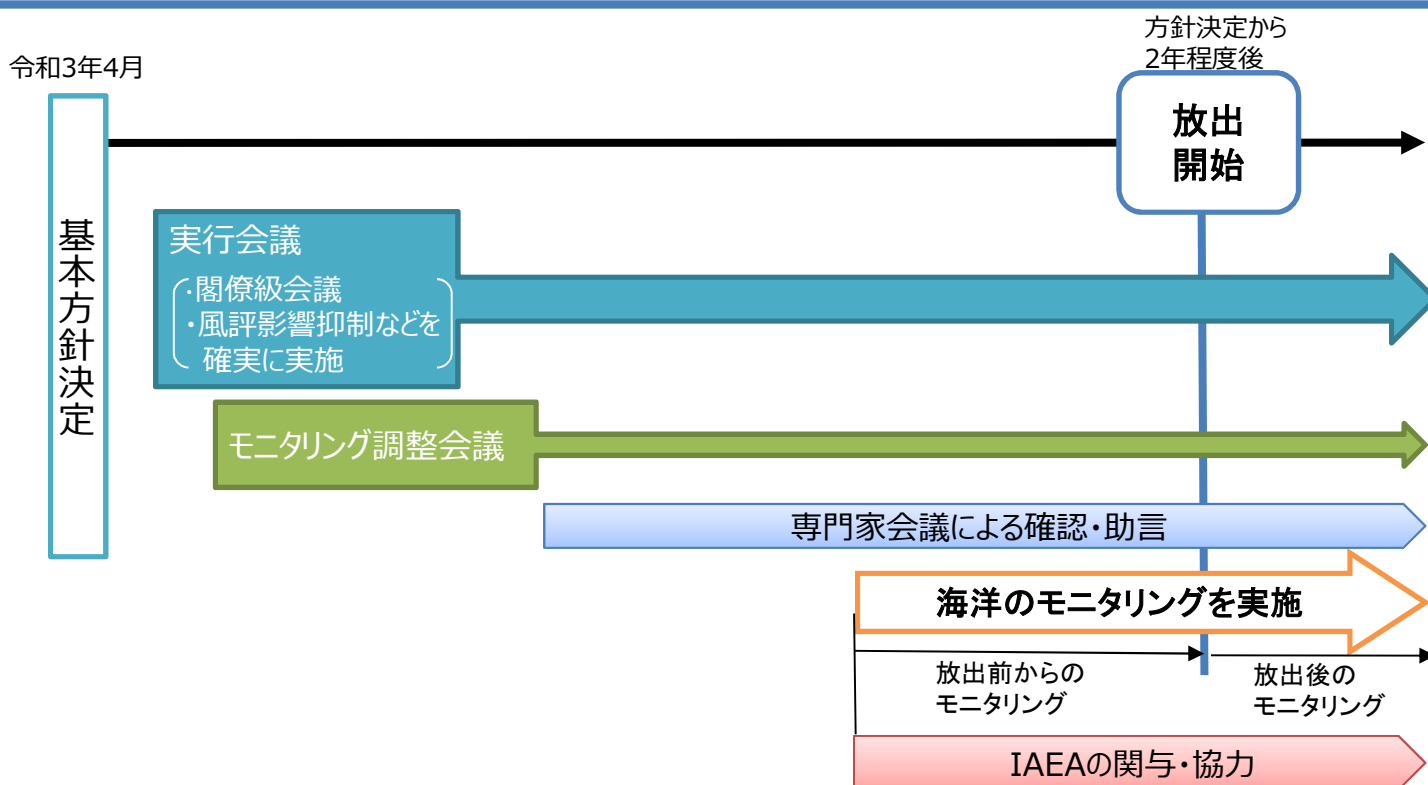 令和3年4月
方針決定から
2年程度後
放出
開始
基本方針決定
実行会議
・閣僚級会議
・風評影響抑制などを
確実に実施
モニタリング調整会議
専門家会議による確認・助言
海洋のモニタリングを実施
放出前からの
モニタリング
放出後の
モニタリング
IAEAの関与・協力